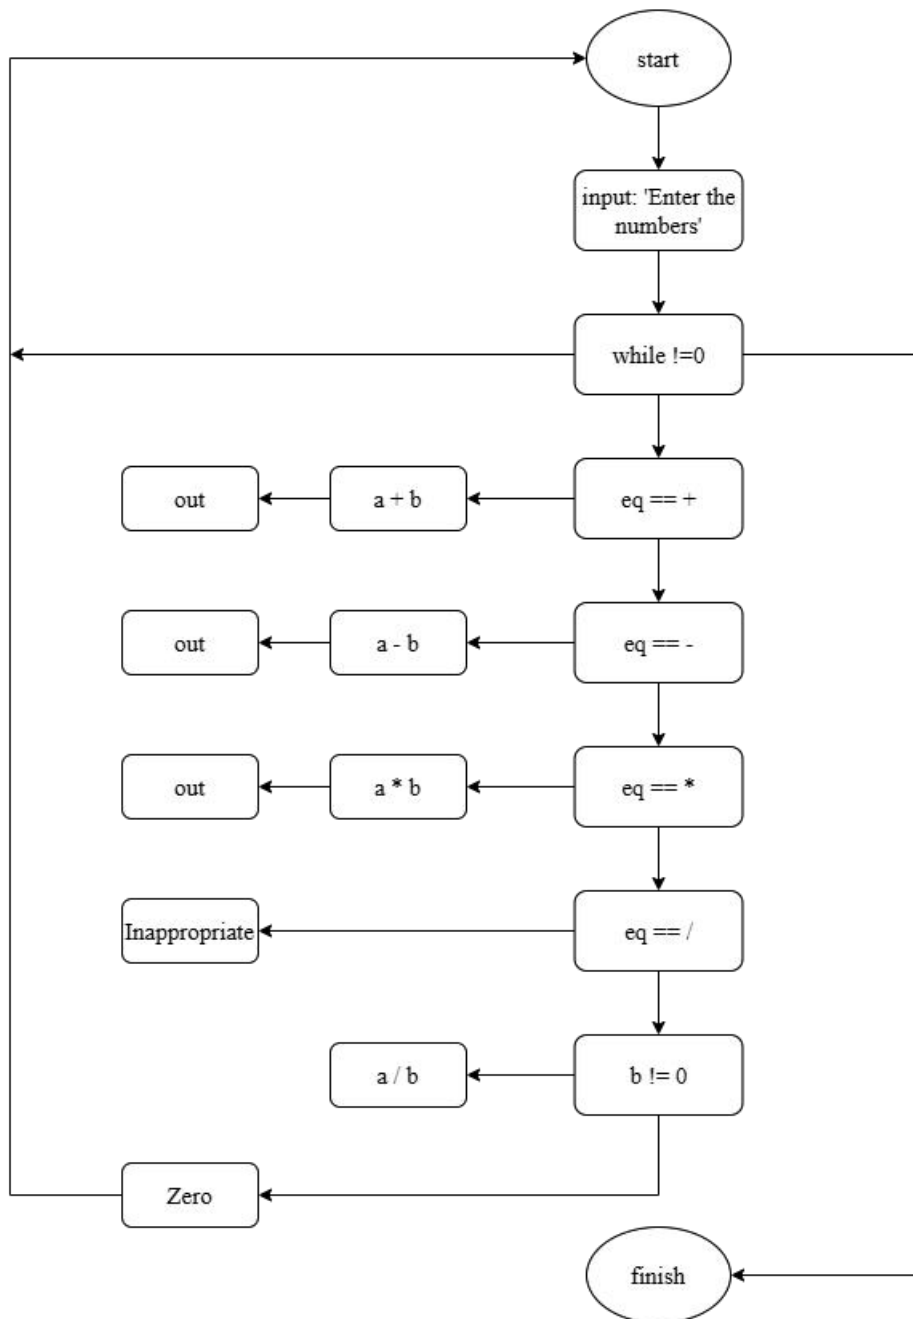 start
input: 'Enter the
numbers'
while !=0
out
a + b
eq == +
out
a - b
eq == -
out
a * b
eq == *
Inappropriate
eq == /
a / b
b != 0
Zero
finish